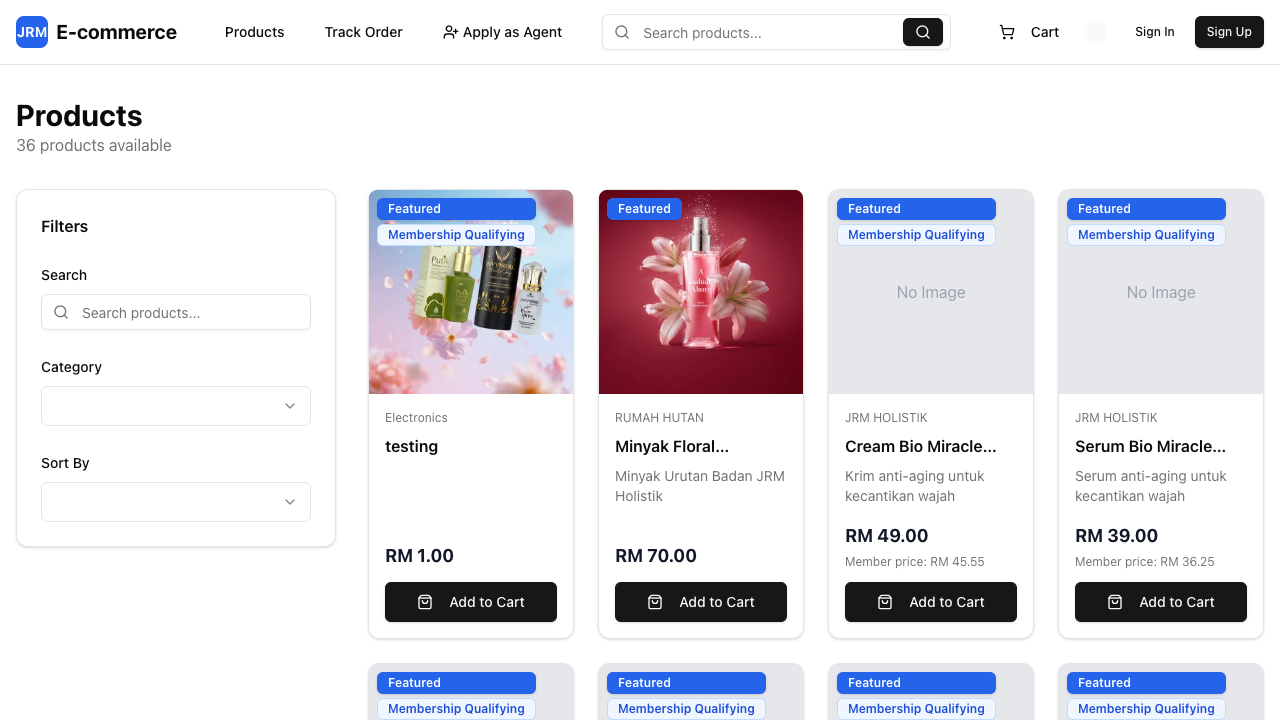 JRM E-commerce
Products
Track Order
Apply as Agent
Search products...
Cart
Sign In
Sign Up
Products
36 products available
Filters
Search
Search products...
Category
Sort By
Featured
Membership Qualifying
Electronics
testing
RM 1.00
Add to Cart
Featured
RUMAH HUTAN
Minyak Floral...
Minyak Urutan Badan JRM
Holistik
RM 70.00
Add to Cart
Featured
Membership Qualifying
No Image
JRM HOLISTIK
Cream Bio Miracle...
Krim anti-aging untuk
kecantikan wajah
RM 49.00
Member price: RM 45.55
Add to Cart
Featured
Membership Qualifying
No Image
JRM HOLISTIK
Serum Bio Miracle...
Serum anti-aging untuk
kecantikan wajah
RM 39.00
Member price: RM 36.25
Add to Cart
Featured
Membership Qualifying
Featured
Membership Qualifying
Featured
Membership Qualifying
Featured
Membership Qualifying